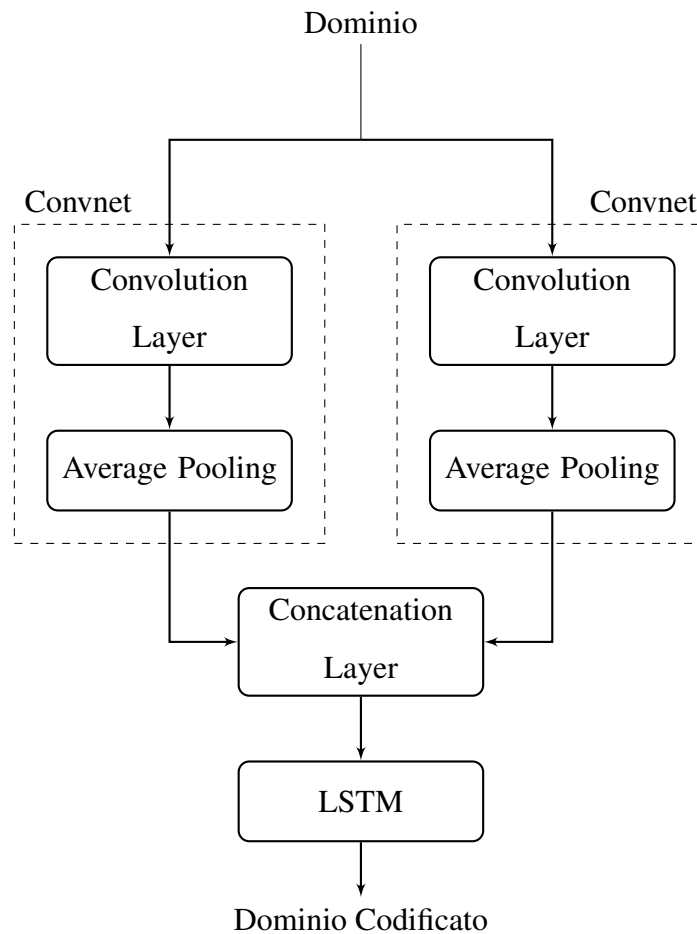 Dominio
Convnet
Convnet
Convolution
Layer
Convolution
Layer
Average Pooling
Average Pooling
Concatenation
Layer
LSTM
Dominio Codificato